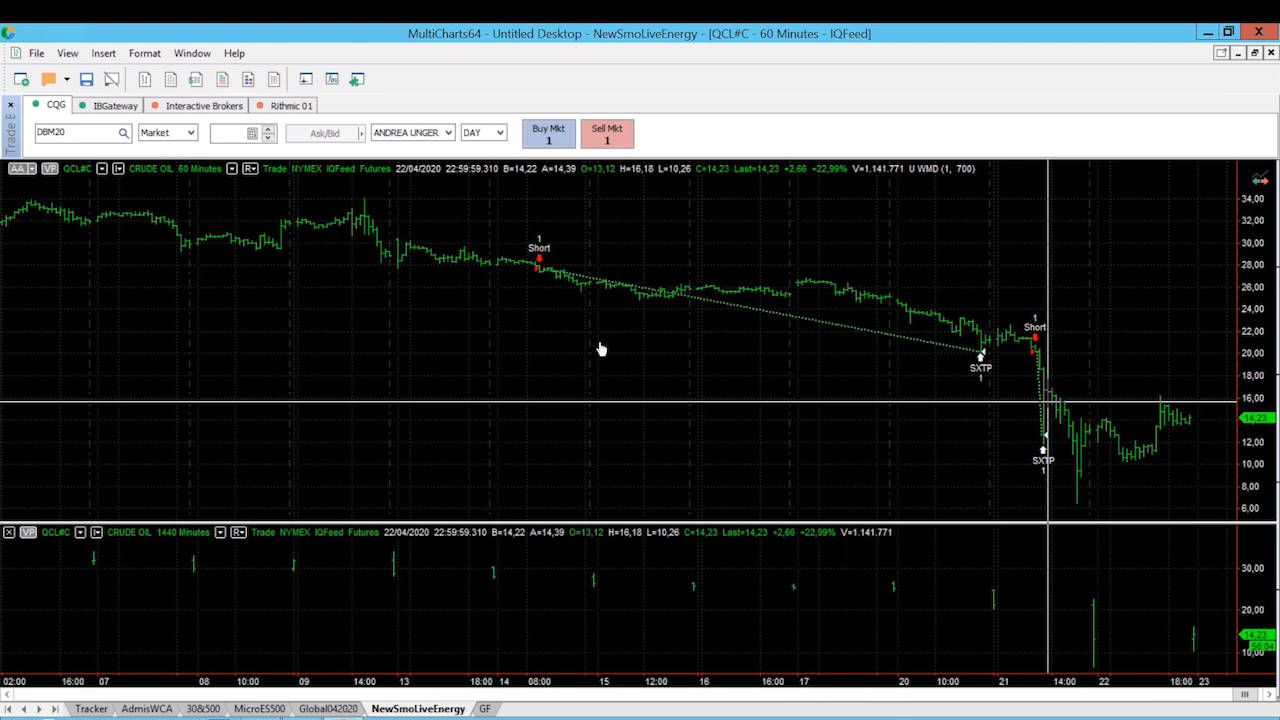 MultiCharts64 - Untitled Desktop - NewSmoLiveEnergy - [QCL#C - 60 Minutes - IQFeed]
File View Insert Format Window Help
CQG IBGateway Interactive Brokers Rithmic 01
Trade E
DBM20 Market Ask/Bid ANDREA UNGER DAY Buy Mkt 1 Sell Mkt 1
AA VP QCL#C CRUDE OIL 60 Minutes R Trade NYMEX IQFeed Futures 22/04/2020 22:59:59.310 B=14,22 A=14,39 O=13,12 H=16,18 L=10,26 C=14,23 Last=14,23 +2,66 +22,99% V=1.141.771 U WMD (1, 700)
34,00
32,00
30,00
1
Short
28,00
26,00
24,00
22,00
1
Short
20,00
SXTP
1
18,00
16,00
14,23
12,00
SXTP
1
10,00
8,00
6,00
VP QCL#C CRUDE OIL 1440 Minutes R Trade NYMEX IQFeed Futures 22/04/2020 22:59:59.310 B=14,22 A=14,39 O=13,12 H=16,18 L=10,26 C=14,23 Last=14,23 +2,66 +22,99% V=1.141.771
30,00
20,00
14,23
56:04
10,00
02:00 16:00 07 08 10:00 09 14:00 13 18:00 14 08:00 15 12:00 16 16:00 17 20 10:00 21 14:00 22 18:00 23
Tracker AdmisWCA 30&500 MicroES500 Global042020 NewSmoLiveEnergy GF